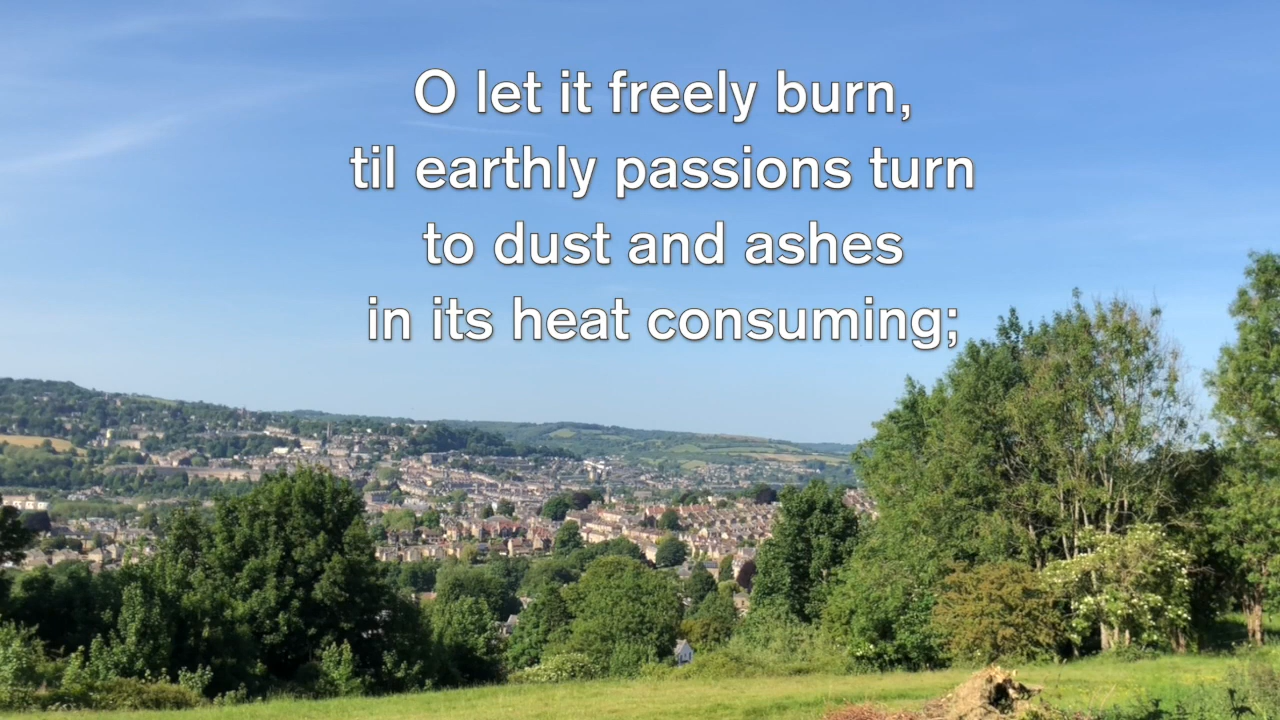 O let it freely burn,
til earthly passions turn
to dust and ashes
in its heat consuming;